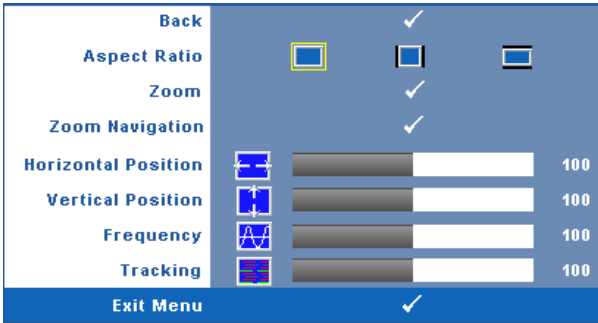 Back
Aspect Ratio
Zoom
Zoom Navigation
Horizontal Position 100
Vertical Position 100
Frequency 100
Tracking 100
Exit Menu